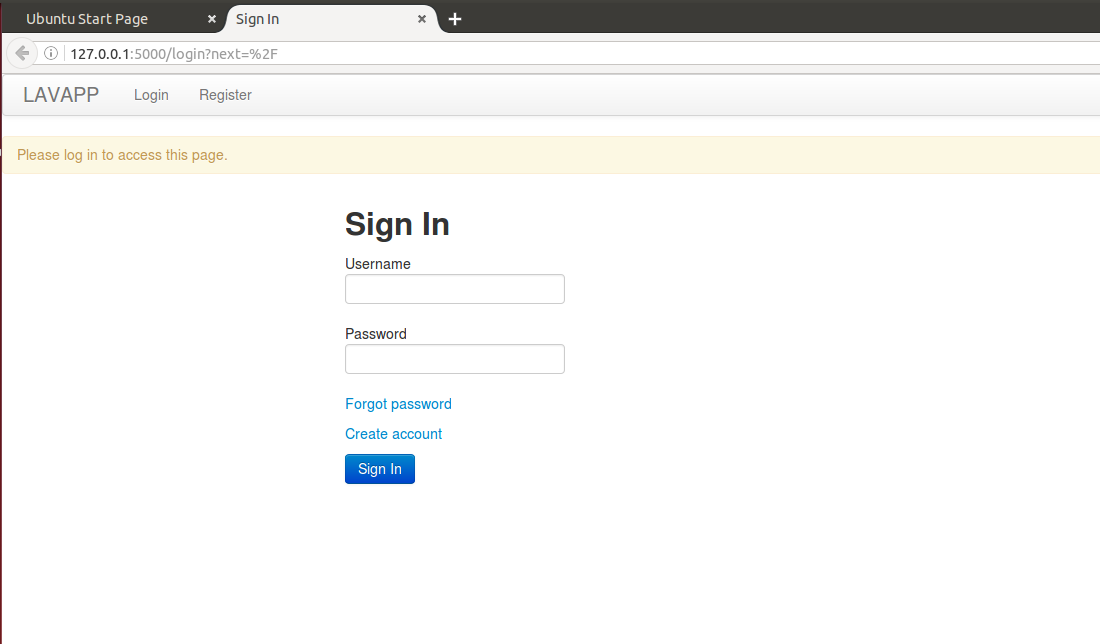 Ubuntu Start Page
Sign In
127.0.0.1:5000/login?next=%2F
LAVAPP Login Register
Please log in to access this page.
Sign In
Username
Password
Forgot password
Create account
Sign In